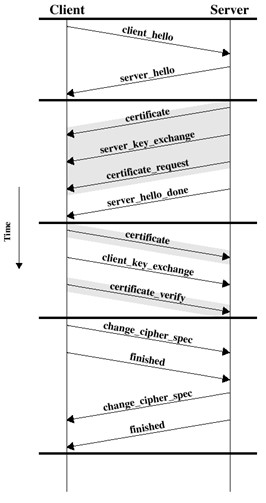 Client Server
client_hello
server_hello
certificate
server_key_exchange
certificate_request
server_hello_done
Time
certificate
client_key_exchange
certificate_verify
change_cipher_spec
finished
change_cipher_spec
finished